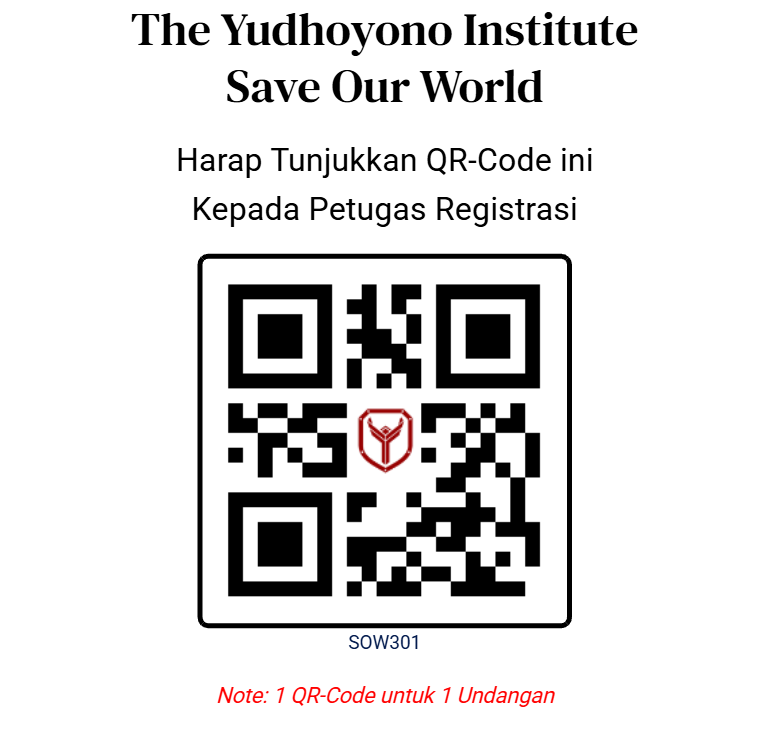 The Yudhoyono Institute
Save Our World
Harap Tunjukkan QR-Code ini
Kepada Petugas Registrasi
SOW301
Note: 1 QR-Code untuk 1 Undangan